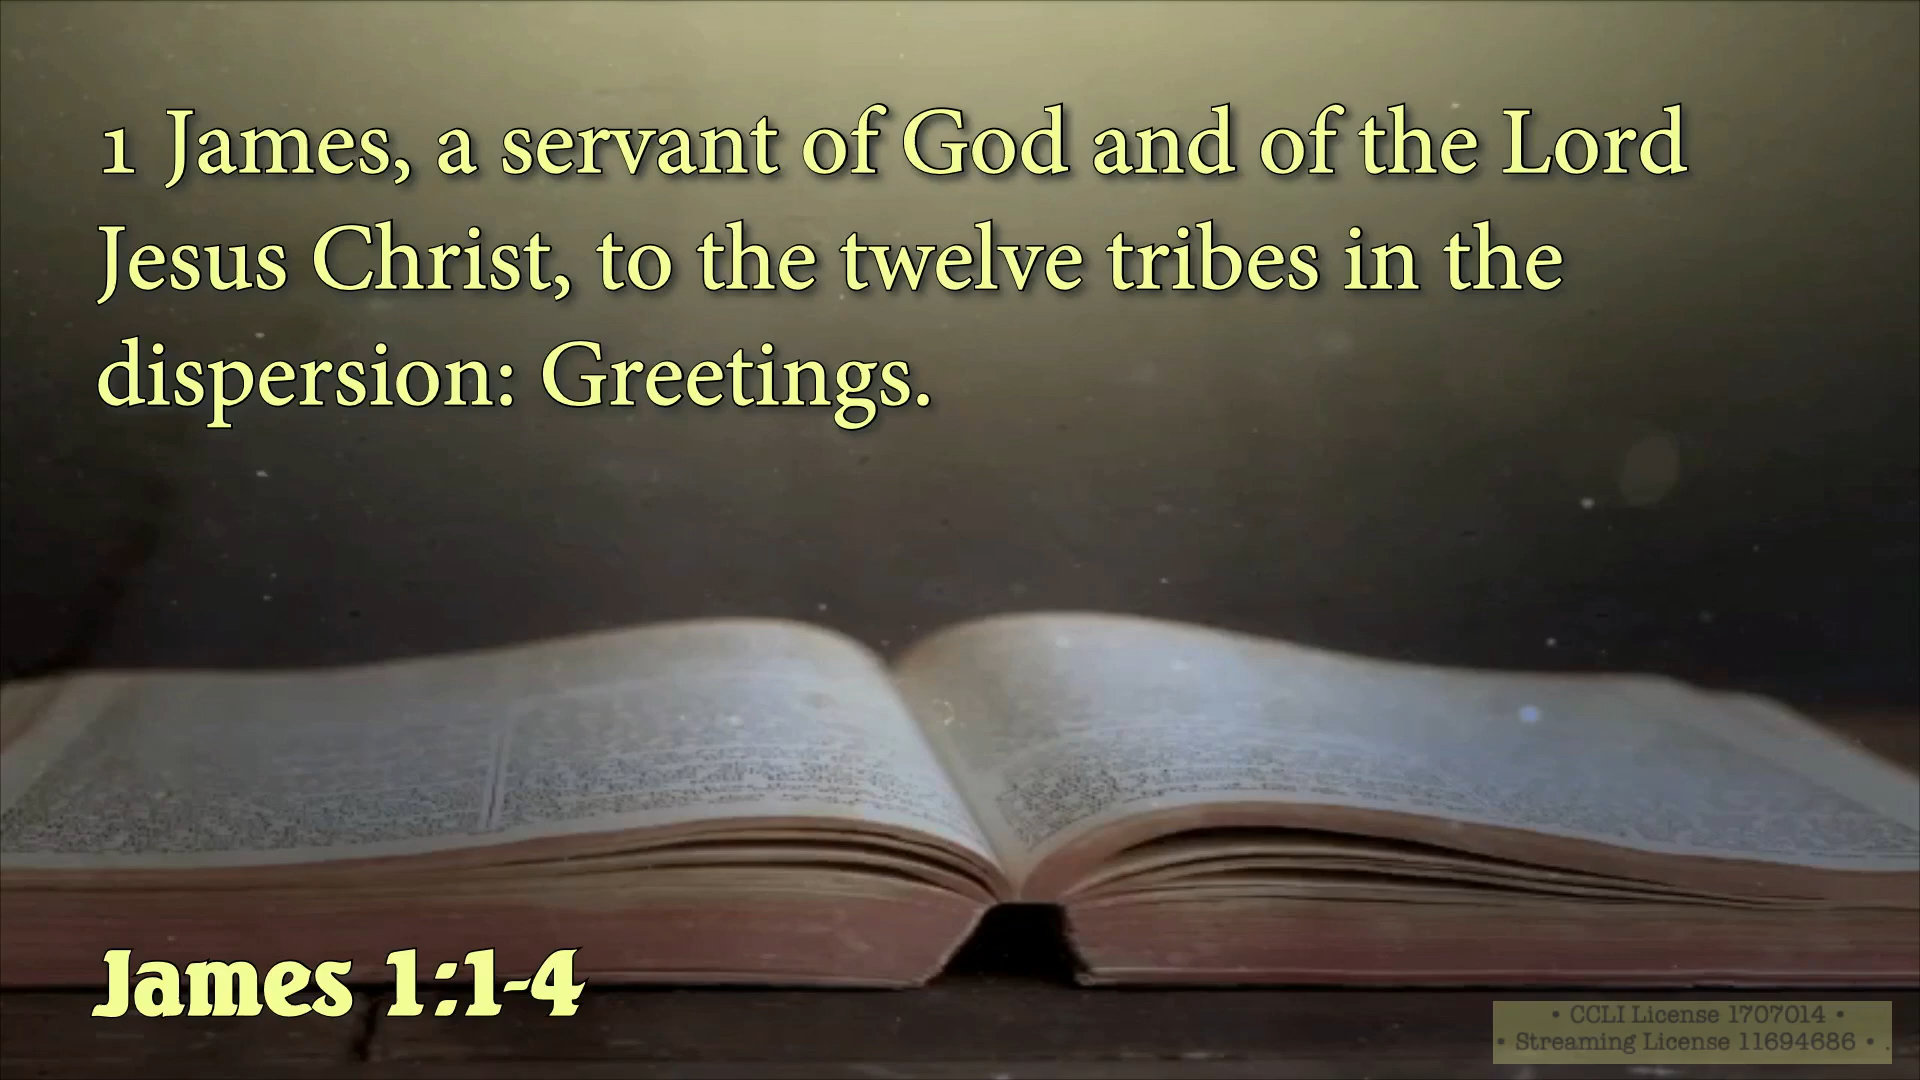 1 James, a servant of God and of the Lord
Jesus Christ, to the twelve tribes in the
dispersion: Greetings.
James 1:1-4
• CCLI License 1707014 •
• Streaming License 11694686 • .